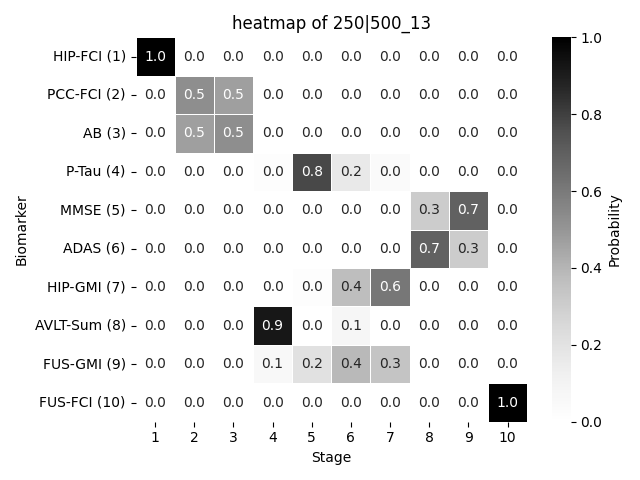 heatmap of 250|500_13
HIP-FCI (1) 1.0 0.0 0.0 0.0 0.0 0.0 0.0 0.0 0.0 0.0
PCC-FCI (2) 0.0 0.5 0.5 0.0 0.0 0.0 0.0 0.0 0.0 0.0
AB (3) 0.0 0.5 0.5 0.0 0.0 0.0 0.0 0.0 0.0 0.0
P-Tau (4) 0.0 0.0 0.0 0.0 0.8 0.2 0.0 0.0 0.0 0.0
MMSE (5) 0.0 0.0 0.0 0.0 0.0 0.0 0.0 0.3 0.7 0.0
ADAS (6) 0.0 0.0 0.0 0.0 0.0 0.0 0.0 0.7 0.3 0.0
HIP-GMI (7) 0.0 0.0 0.0 0.0 0.0 0.4 0.6 0.0 0.0 0.0
AVLT-Sum (8) 0.0 0.0 0.0 0.9 0.0 0.1 0.0 0.0 0.0 0.0
FUS-GMI (9) 0.0 0.0 0.0 0.1 0.2 0.4 0.3 0.0 0.0 0.0
FUS-FCI (10) 0.0 0.0 0.0 0.0 0.0 0.0 0.0 0.0 0.0 1.0
1 2 3 4 5 6 7 8 9 10
Stage
Biomarker
1.0
0.8
0.6
0.4
0.2
0.0
Probability